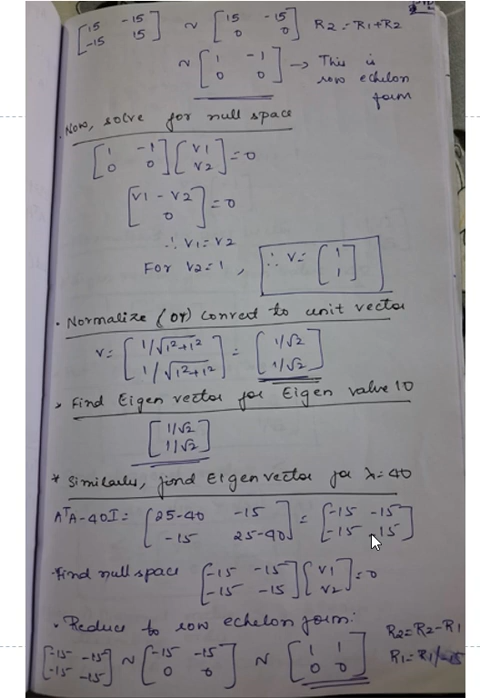 [15 -15 -15 15] ~ [15 -15 0 0] R2 = R1+R2
~ [1 -1 0 0] → This is row echelon form
. Now, solve for null space
[1 -1 0 0] [v1 v2] = 0
[v1 - v2 0] = 0
∴ v1 = v2
For v2 = 1, ∴ v = [1 1]
. Normalize (or) convert to unit vector
v = [1/√1²+1² 1/√1²+1²] = [1/√2 1/√2]
> Find Eigen vector for Eigen value 10
[1/√2 1/√2]
* Similarly, find Eigen vector for λ=40
AᵀA-40I = [25-40 -15 -15 25-40] = [-15 -15 -15 -15]
.Find null space [-15 -15 -15 -15] [v1 v2] = 0
. Reduce to row echelon form:
R2 = R2 - R1
[-15 -15 -15 -15] ~ [-15 -15 0 0] ~ [1 1 0 0] R1 = R1/-15